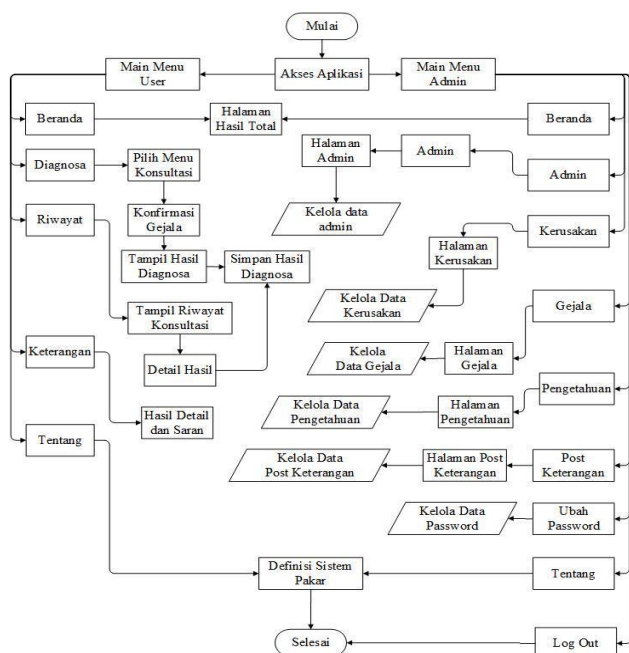 Mulai
Main Menu
User
Akses Aplikasi
Main Menu
Admin
Beranda
Halaman
Hasil Total
Beranda
Diagnosa
Pilih Menu
Konsultasi
Halaman
Admin
Admin
Admin
Riwayat
Konfirmasi
Gejala
Kelola data
admin
Kerusakan
Halaman
Kerusakan
Tampil Hasil
Diagnosa
Simpan Hasil
Diagnosa
Kelola Data
Kerusakan
Gejala
Tampil Riwayat
Konsultasi
Keterangan
Detail Hasil
Kelola
Data Gejala
Halaman
Gejala
Pengetahuan
Hasil Detail
dan Saran
Kelola Data
Pengetahuan
Halaman
Pengetahuan
Tentang
Kelola Data
Post Keterangan
Halaman Post
Keterangan
Post
Keterangan
Kelola Data
Password
Ubah
Password
Definisi Sistem
Pakar
Tentang
Selesai
Log Out